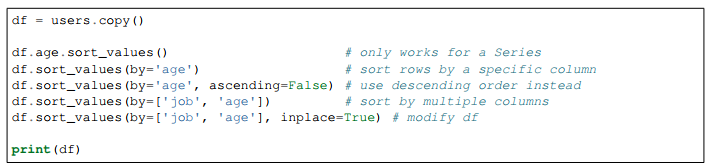 df = users.copy()
df.age.sort_values() # only works for a Series
df.sort_values(by='age') # sort rows by a specific column
df.sort_values(by='age', ascending=False) # use descending order instead
df.sort_values(by=['job', 'age']) # sort by multiple columns
df.sort_values(by=['job', 'age'], inplace=True) # modify df
print(df)